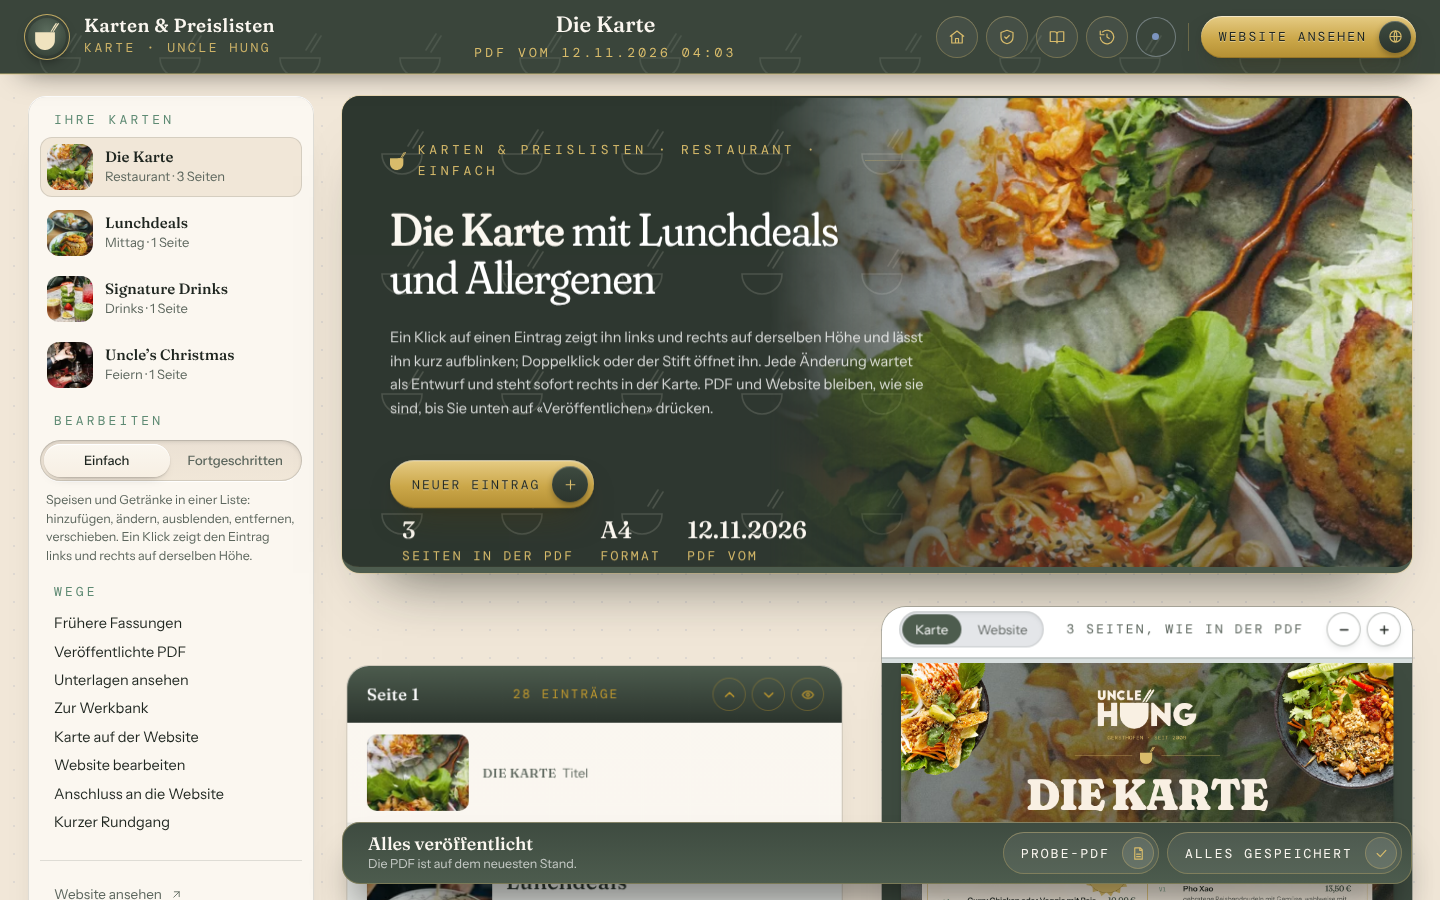 Karten & Preislisten
KARTE · UNCLE HUNG
Die Karte
PDF VOM 12.11.2026 04:03
WEBSITE ANSEHEN
IHRE KARTEN
Die Karte
Restaurant · 3 Seiten
Lunchdeals
Mittag · 1 Seite
Signature Drinks
Drinks · 1 Seite
Uncle’s Christmas
Feiern · 1 Seite
BEARBEITEN
Einfach
Fortgeschritten
Speisen und Getränke in einer Liste:
hinzufügen, ändern, ausblenden, entfernen,
verschieben. Ein Klick zeigt den Eintrag
links und rechts auf derselben Höhe.
WEGE
Frühere Fassungen
Veröffentlichte PDF
Unterlagen ansehen
Zur Werkbank
Karte auf der Website
Website bearbeiten
Anschluss an die Website
Kurzer Rundgang
Website ansehen
KARTEN & PREISLISTEN · RESTAURANT ·
EINFACH
Die Karte mit Lunchdeals
und Allergenen
Ein Klick auf einen Eintrag zeigt ihn links und rechts auf derselben Höhe und lässt
ihn kurz aufblinken; Doppelklick oder der Stift öffnet ihn. Jede Änderung wartet
als Entwurf und steht sofort rechts in der Karte. PDF und Website bleiben, wie sie
sind, bis Sie unten auf «Veröffentlichen» drücken.
NEUER EINTRAG
3
SEITEN IN DER PDF
A4
FORMAT
12.11.2026
PDF VOM
Seite 1
28 EINTRÄGE
DIE KARTE Titel
Lunchdeals
Karte
Website
3 SEITEN, WIE IN DER PDF
UNCLE
HUNG
DIE KARTE
Alles veröffentlicht
Die PDF ist auf dem neuesten Stand.
PROBE-PDF
ALLES GESPEICHERT
V1
Pho Xao
13,50 €